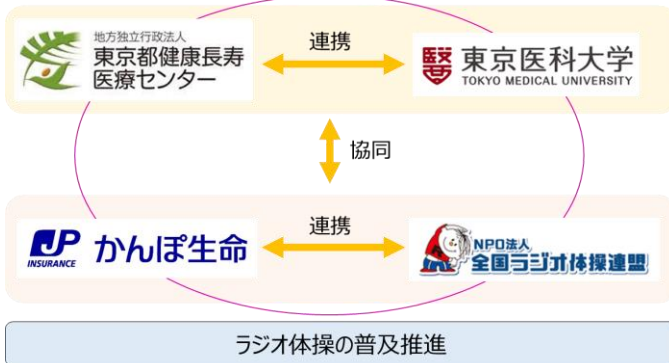 地方独立行政法人
東京都健康長寿
医療センター
連携
醫 東京医科大学
TOKYO MEDICAL UNIVERSITY
協同
JP かんぽ生命
INSURANCE
連携
NPO法人
全国ラジオ体操連盟
ラジオ体操の普及推進